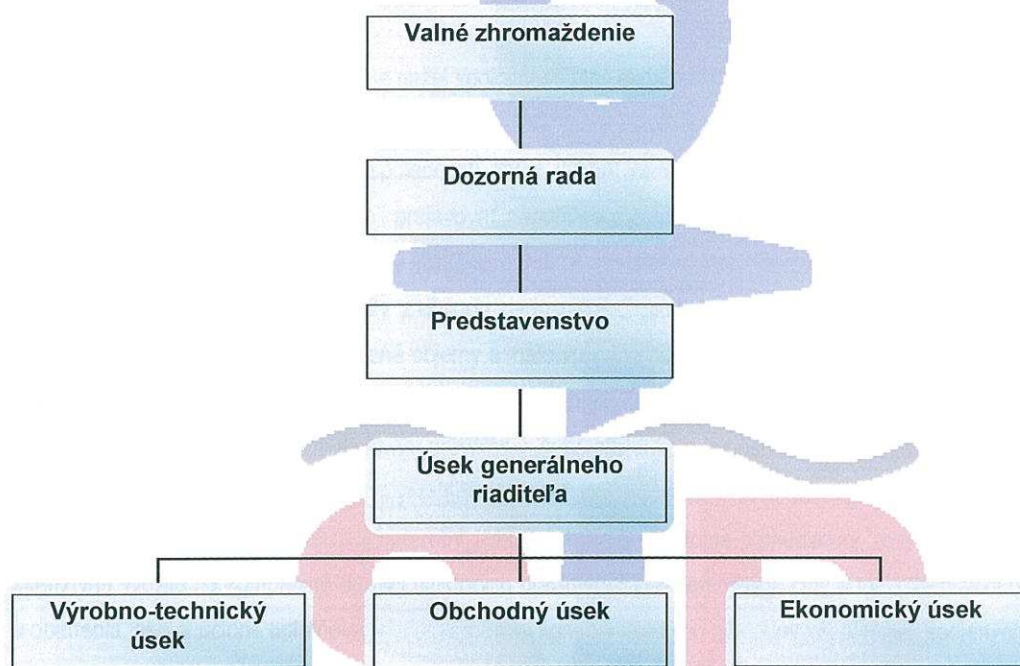 Valné zhromaždenie
Dozorná rada
Predstavenstvo
Úsek generálneho
riaditeľa
Výrobno-technický
úsek
Obchodný úsek
Ekonomický úsek